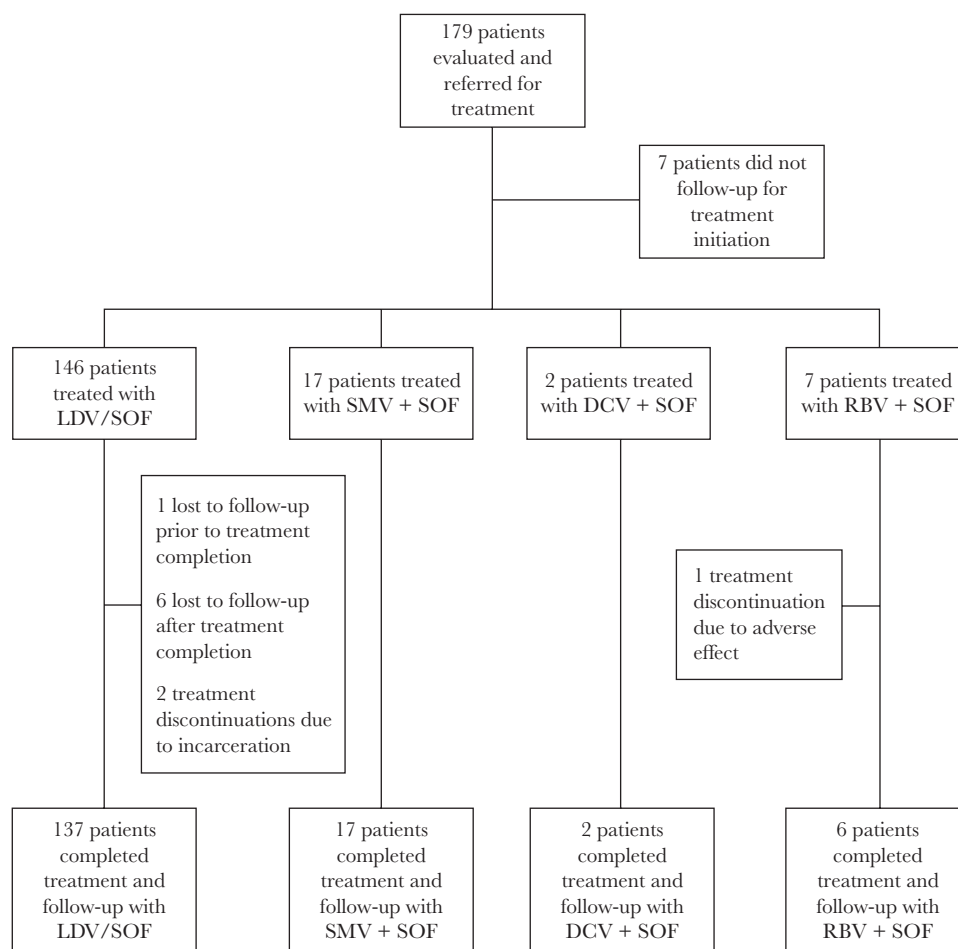 179 patients
evaluated and
referred for
treatment
7 patients did not
follow-up for
treatment
initiation
146 patients
treated with
LDV/SOF
17 patients treated
with SMV + SOF
2 patients treated
with DCV + SOF
7 patients treated
with RBV + SOF
1 lost to follow-up
prior to treatment
completion
6 lost to follow-up
after treatment
completion
2 treatment
discontinuations due
to incarceration
1 treatment
discontinuation
due to adverse
effect
137 patients
completed
treatment and
follow-up with
LDV/SOF
17 patients
completed
treatment and
follow-up with
SMV + SOF
2 patients
completed
treatment and
follow-up with
DCV + SOF
6 patients
completed
treatment and
follow-up with
RBV + SOF